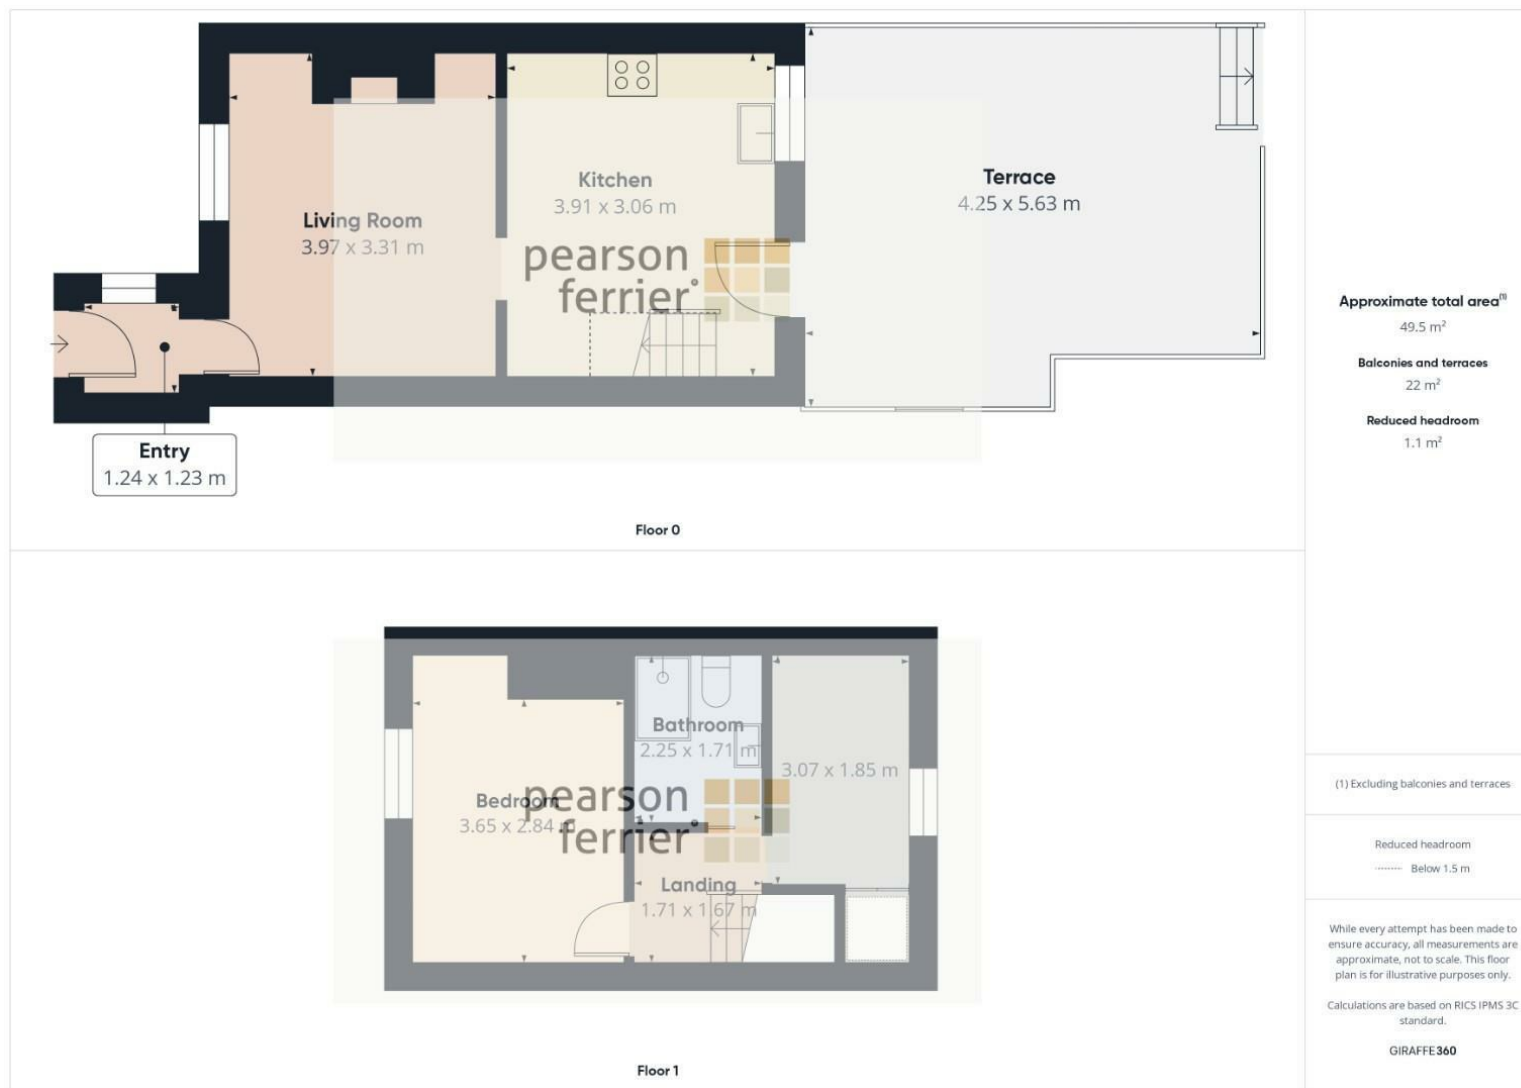 Living Room
3.97 x 3.31 m
Kitchen
3.91 x 3.06 m
Terrace
4.25 x 5.63 m
pearson
ferrier®
Entry
1.24 x 1.23 m
Floor 0
Approximate total area(1)
49.5 m²
Balconies and terraces
22 m²
Reduced headroom
1.1 m²
Bathroom
2.25 x 1.71 m
3.07 x 1.85 m
Bedroom
3.65 x 2.84 m
pearson
ferrier®
Landing
1.71 x 1.67 m
Floor 1
(1) Excluding balconies and terraces
Reduced headroom
Below 1.5 m
While every attempt has been made to
ensure accuracy, all measurements are
approximate, not to scale. This floor
plan is for illustrative purposes only.
Calculations are based on RICS IPMS 3C
standard.
GIRAFFE360